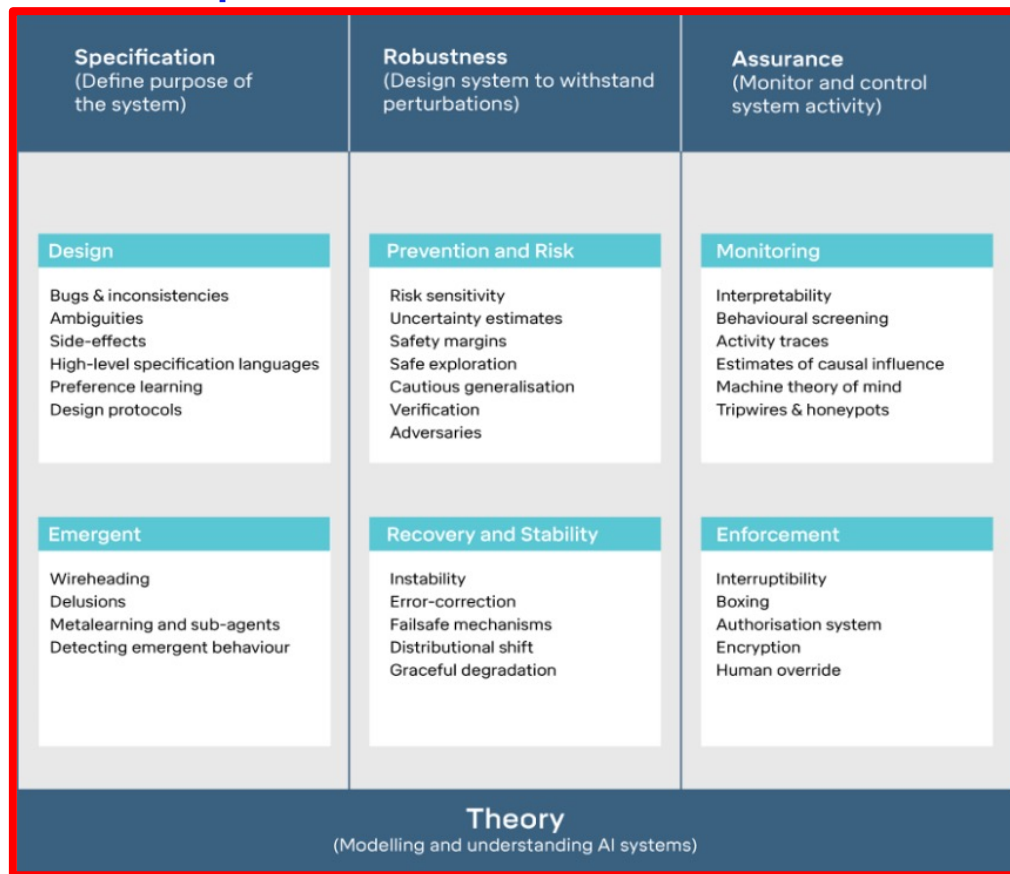 Specification
(Define purpose of
the system)
Robustness
(Design system to withstand
perturbations)
Assurance
(Monitor and control
system activity)
Design
Bugs & inconsistencies
Ambiguities
Side-effects
High-level specification languages
Preference learning
Design protocols
Prevention and Risk
Risk sensitivity
Uncertainty estimates
Safety margins
Safe exploration
Cautious generalisation
Verification
Adversaries
Monitoring
Interpretability
Behavioural screening
Activity traces
Estimates of causal influence
Machine theory of mind
Tripwires & honeypots
Emergent
Wireheading
Delusions
Metalearning and sub-agents
Detecting emergent behaviour
Recovery and Stability
Instability
Error-correction
Failsafe mechanisms
Distributional shift
Graceful degradation
Enforcement
Interruptibility
Boxing
Authorisation system
Encryption
Human override
Theory
(Modelling and understanding AI systems)